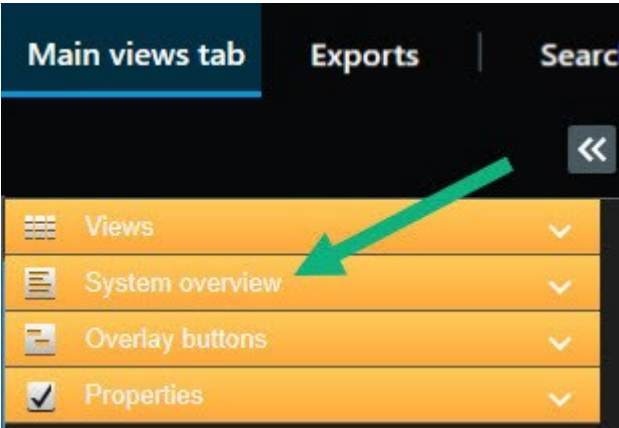 Main views tab Exports
Views
System overview
Overlay buttons
Properties